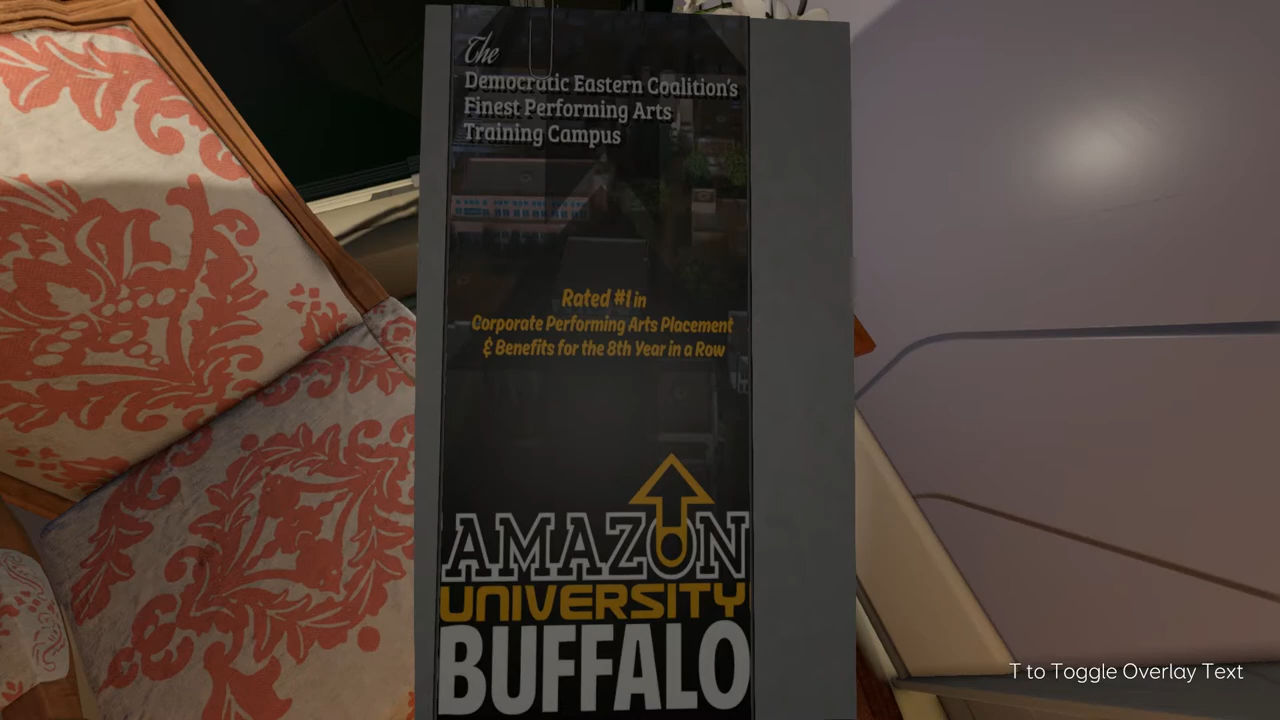 The
Democratic Eastern Coalition's
Finest Performing Arts
Training Campus
Rated #1 in
Corporate Performing Arts Placement
& Benefits for the 8th Year in a Row
AMAZON
UNIVERSITY
BUFFALO
T to Toggle Overlay Text